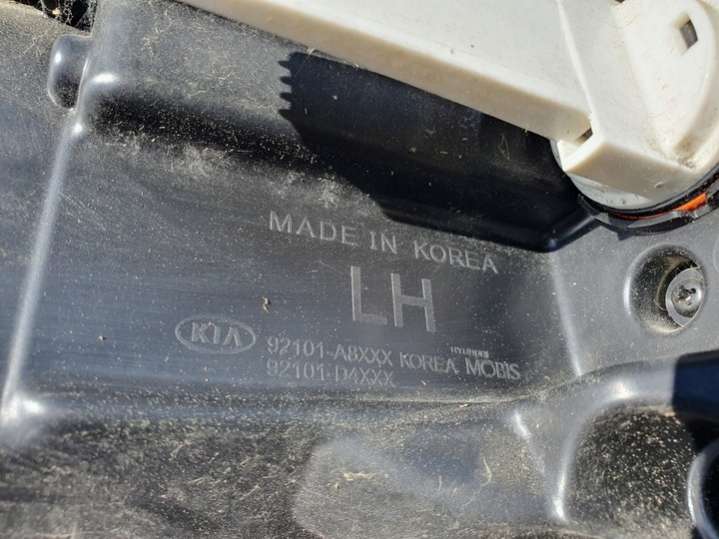 MADE IN KOREA
LH
KIA 92101-A8XXX KOREA MOBIS
92101-D4XXX